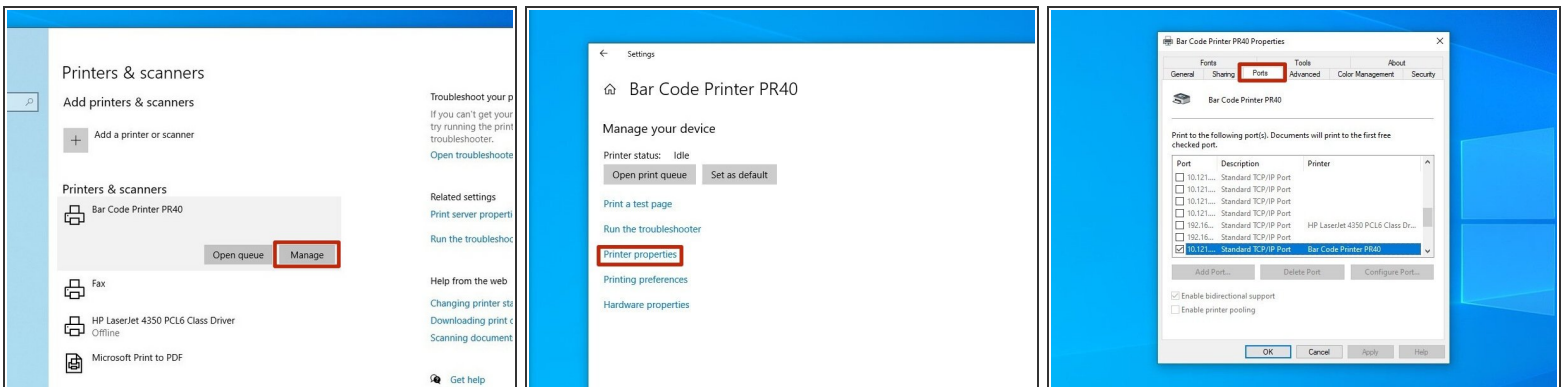 Printers & scanners
Add printers & scanners
Add a printer or scanner
Printers & scanners
Bar Code Printer PR40
Open queue Manage
Fax
HP LaserJet 4350 PCL6 Class Driver
Offline
Microsoft Print to PDF
Troubleshoot your p
If you can't get your
try running the print
troubleshooter.
Open troubleshoote
Related settings
Print server properti
Run the troubleshoo
Help from the web
Changing printer sta
Downloading print c
Scanning document
Get help
Settings
Bar Code Printer PR40
Manage your device
Printer status: Idle
Open print queue Set as default
Print a test page
Run the troubleshooter
Printer properties
Printing preferences
Hardware properties
Bar Code Printer PR40 Properties
Fonts Tools About
General Sharing Ports Advanced Color Management Security
Bar Code Printer PR40
Print to the following port(s). Documents will print to the first free
checked port.
Port Description Printer
10.121.... Standard TCP/IP Port
10.121.... Standard TCP/IP Port
10.121.... Standard TCP/IP Port
10.121.... Standard TCP/IP Port
192.16... Standard TCP/IP Port HP LaserJet 4350 PCL6 Class Dr...
192.16... Standard TCP/IP Port
10.121.... Standard TCP/IP Port Bar Code Printer PR40
Add Port... Delete Port Configure Port...
Enable bidirectional support
Enable printer pooling
OK Cancel Apply Help